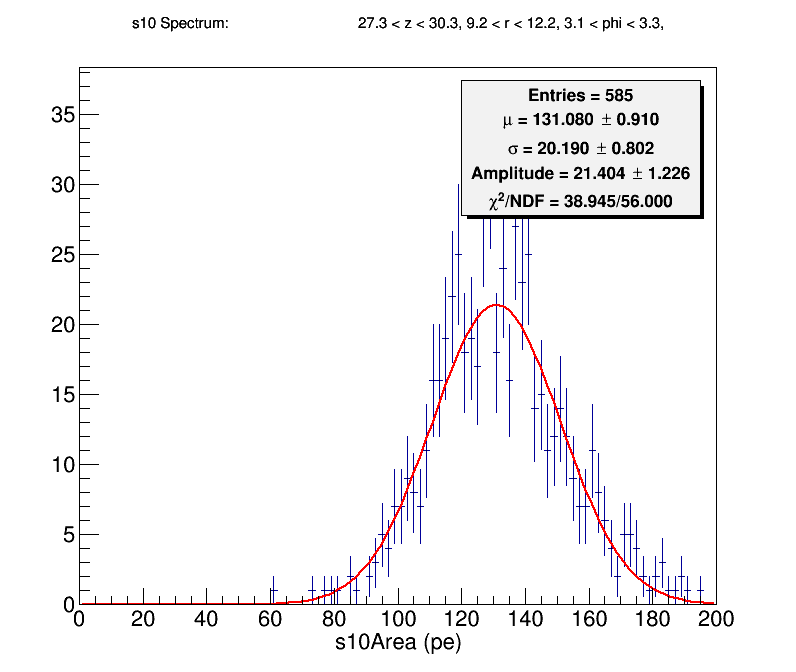 s10 Spectrum: 27.3 < z < 30.3, 9.2 < r < 12.2, 3.1 < phi < 3.3,
Entries = 585
μ = 131.080 ± 0.910
σ = 20.190 ± 0.802
Amplitude = 21.404 ± 1.226
χ²/NDF = 38.945/56.000
35
30
25
20
15
10
5
0
0 20 40 60 80 100 120 140 160 180 200
s10Area (pe)